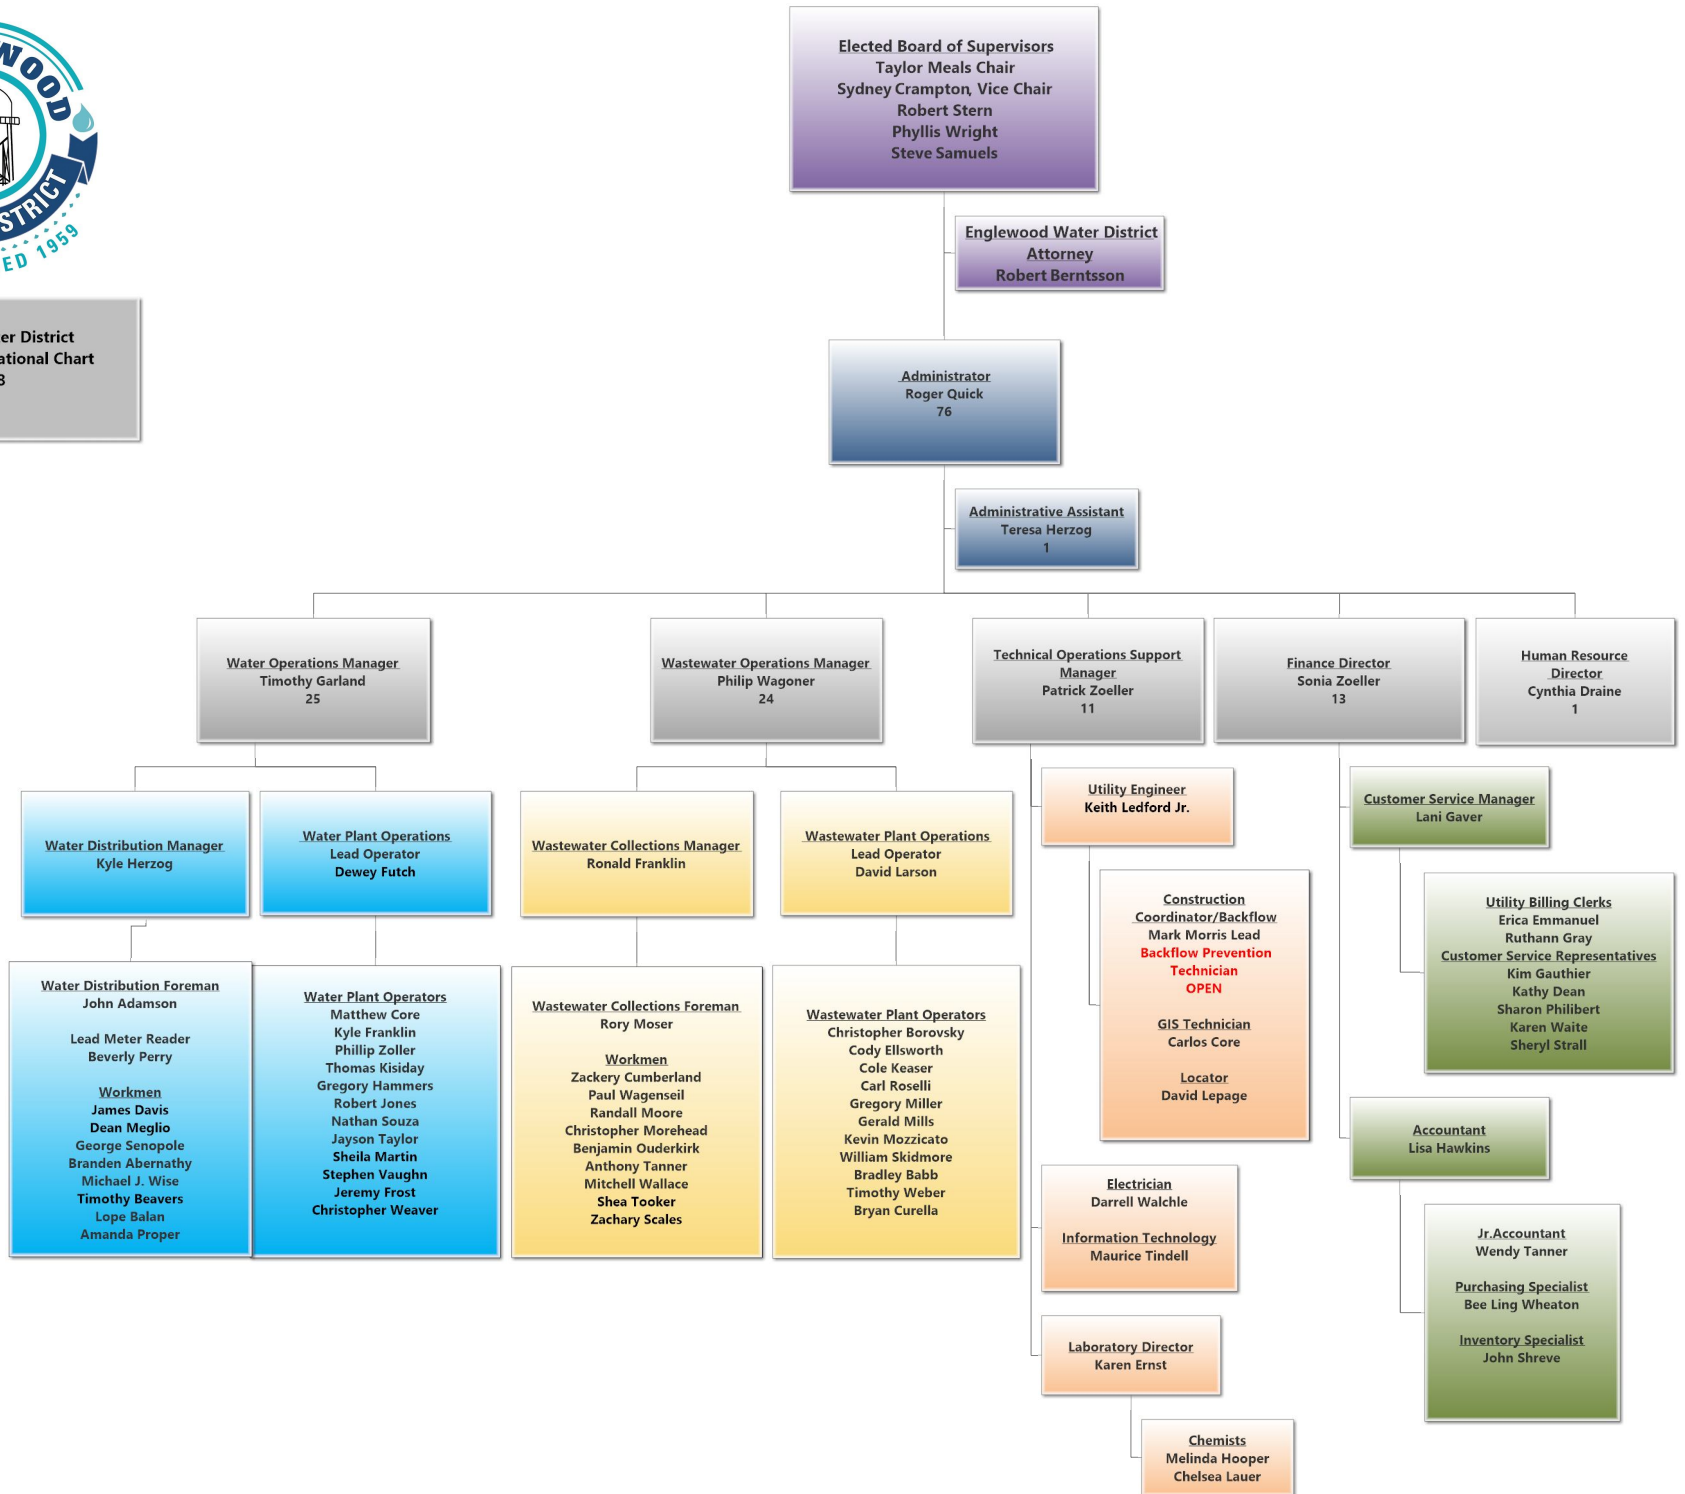 WOOD
STRICT
ED 1959
er District
ational Chart
Elected Board of Supervisors
Taylor Meals Chair
Sydney Crampton, Vice Chair
Robert Stern
Phyllis Wright
Steve Samuels
Englewood Water District
Attorney
Robert Berntsson
Administrator
Roger Quick
76
Administrative Assistant
Teresa Herzog
1
Water Operations Manager
Timothy Garland
25
Wastewater Operations Manager
Philip Wagoner
24
Technical Operations Support
Manager
Patrick Zoeller
11
Finance Director
Sonia Zoeller
13
Human Resource
Director
Cynthia Draine
1
Water Distribution Manager
Kyle Herzog
Water Plant Operations
Lead Operator
Dewey Futch
Wastewater Collections Manager
Ronald Franklin
Wastewater Plant Operations
Lead Operator
David Larson
Utility Engineer
Keith Ledford Jr.
Customer Service Manager
Lani Gaver
Water Distribution Foreman
John Adamson
Lead Meter Reader
Beverly Perry
Workmen
James Davis
Dean Meglio
George Senopole
Branden Abernathy
Michael J. Wise
Timothy Beavers
Lope Balan
Amanda Proper
Water Plant Operators
Matthew Core
Kyle Franklin
Phillip Zoller
Thomas Kisiday
Gregory Hammers
Robert Jones
Nathan Souza
Jayson Taylor
Sheila Martin
Stephen Vaughn
Jeremy Frost
Christopher Weaver
Wastewater Collections Foreman
Rory Moser
Workmen
Zackery Cumberland
Paul Wagenseil
Randall Moore
Christopher Morehead
Benjamin Ouderkirk
Anthony Tanner
Mitchell Wallace
Shea Tooker
Zachary Scales
Wastewater Plant Operators
Christopher Borovsky
Cody Ellsworth
Cole Keaser
Carl Roselli
Gregory Miller
Gerald Mills
Kevin Mozzicato
William Skidmore
Bradley Babb
Timothy Weber
Bryan Curella
Construction
Coordinator/Backflow
Mark Morris Lead
Backflow Prevention
Technician
OPEN
GIS Technician
Carlos Core
Locator
David Lepage
Electrician
Darrell Walchle
Information Technology
Maurice Tindell
Laboratory Director
Karen Ernst
Chemists
Melinda Hooper
Chelsea Lauer
Utility Billing Clerks
Erica Emmanuel
Ruthann Gray
Customer Service Representatives
Kim Gauthier
Kathy Dean
Sharon Philibert
Karen Waite
Sheryl Strall
Accountant
Lisa Hawkins
Jr.Accountant
Wendy Tanner
Purchasing Specialist
Bee Ling Wheaton
Inventory Specialist
John Shreve